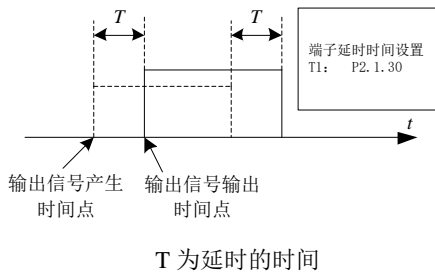 T
T
端子延时时间设置
T1： P2.1.30
t
输出信号产生
时间点
输出信号输出
时间点
T 为延时的时间